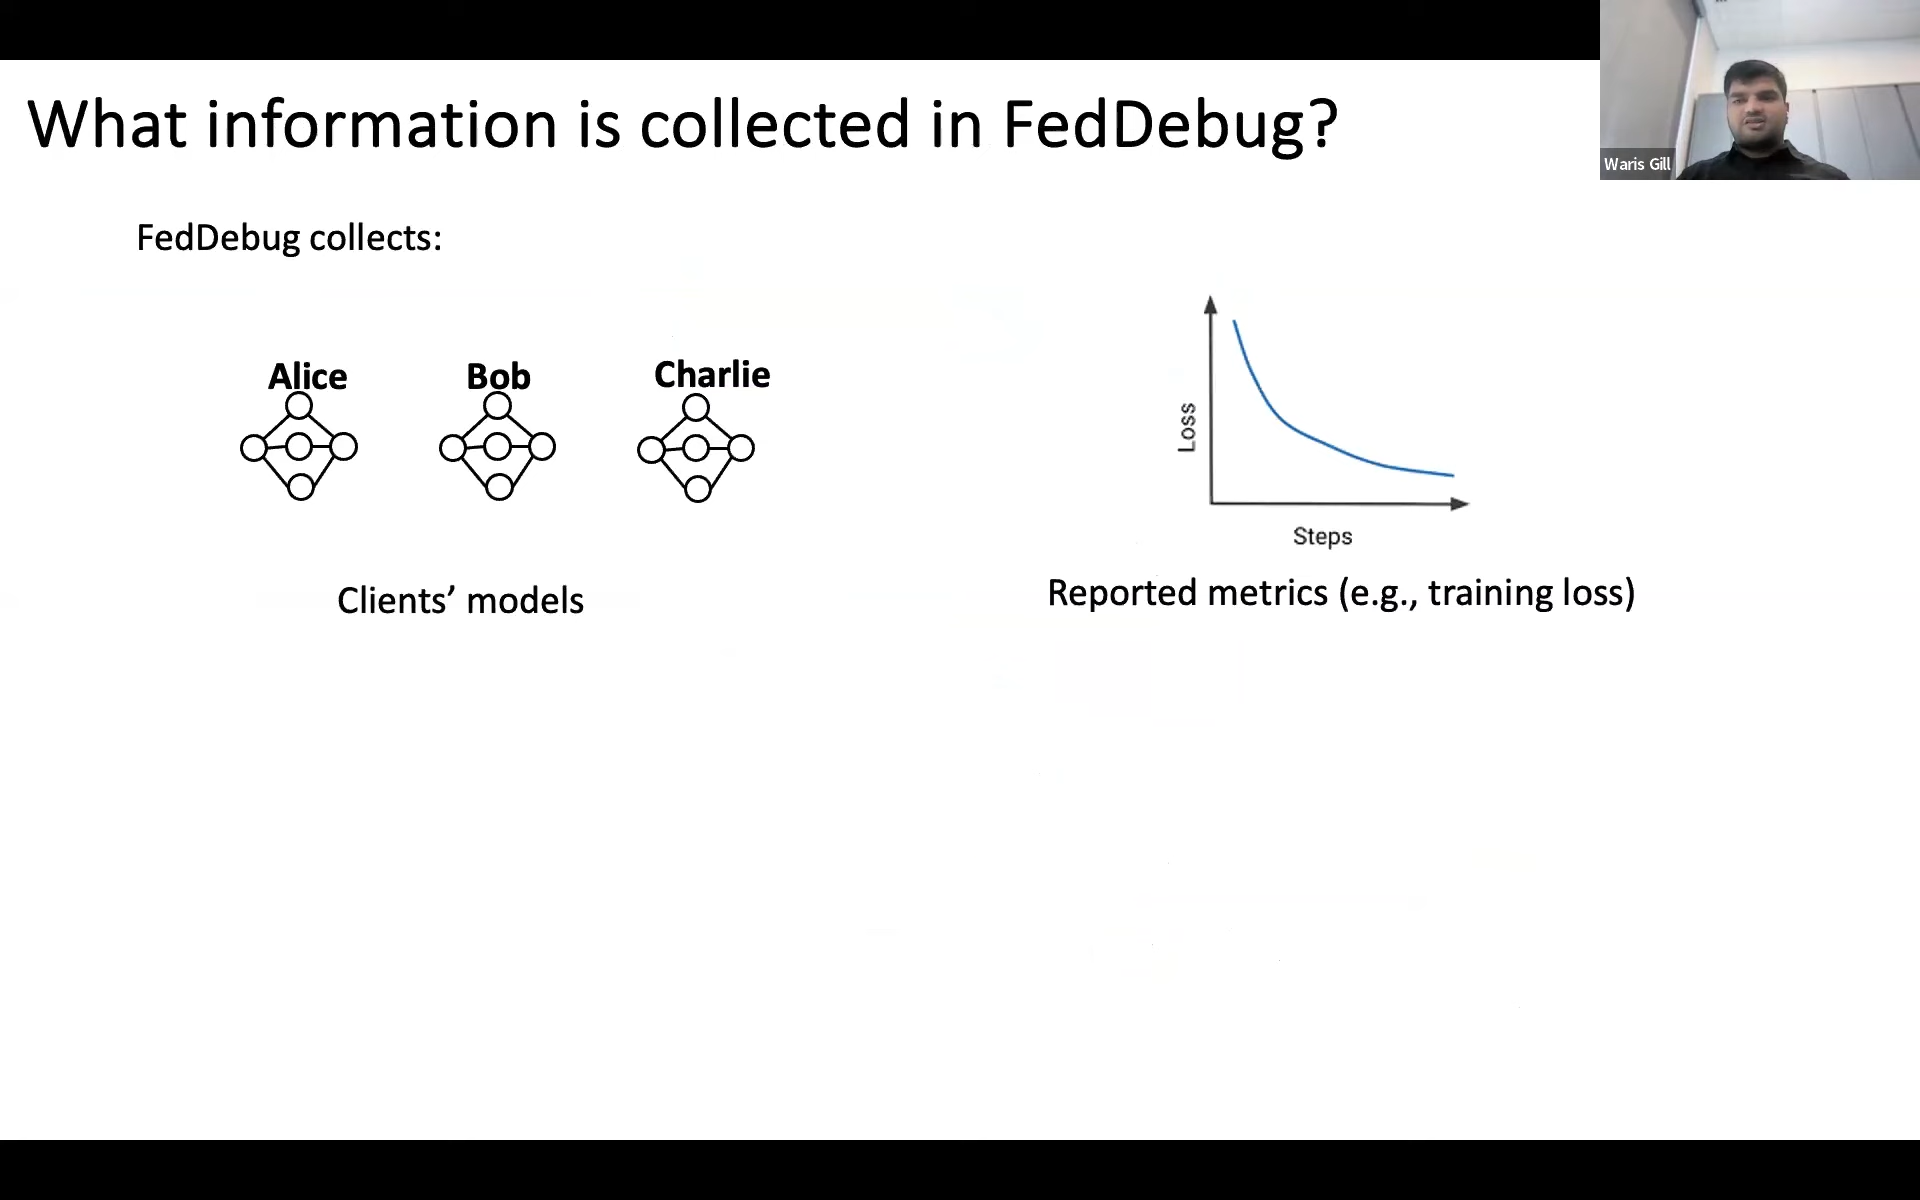 What information is collected in FedDebug?
Waris Gill
FedDebug collects:
Alice
Bob
Charlie
Clients’ models
Loss
Steps
Reported metrics (e.g., training loss)